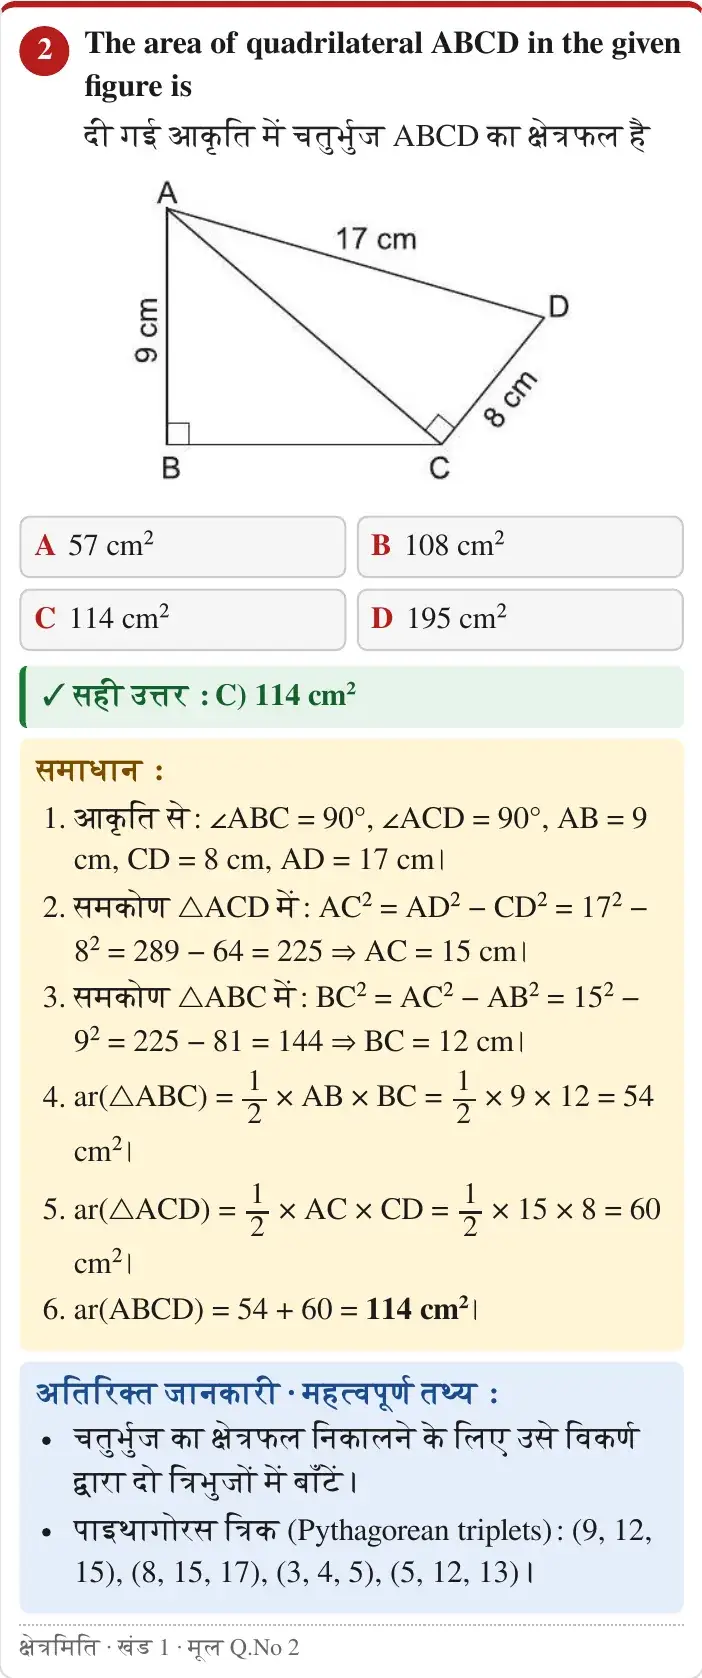 2 The area of quadrilateral ABCD in the given
figure is
दी गई आकृति में चतुर्भुज ABCD का क्षेत्रफल है
A
17 cm
D
9 cm
8 cm
B
C
A 57 cm²
B 108 cm²
C 114 cm²
D 195 cm²
✓ सही उत्तर : C) 114 cm²
समाधान :
1. आकृति से : ∠ABC = 90°, ∠ACD = 90°, AB = 9
cm, CD = 8 cm, AD = 17 cm।
2. समकोण △ACD में : AC² = AD² − CD² = 17² −
8² = 289 − 64 = 225 ⇒ AC = 15 cm।
3. समकोण △ABC में : BC² = AC² − AB² = 15² −
9² = 225 − 81 = 144 ⇒ BC = 12 cm।
4. ar(△ABC) = 1/2 × AB × BC = 1/2 × 9 × 12 = 54
cm²।
5. ar(△ACD) = 1/2 × AC × CD = 1/2 × 15 × 8 = 60
cm²।
6. ar(ABCD) = 54 + 60 = 114 cm²।
अतिरिक्त जानकारी · महत्वपूर्ण तथ्य :
• चतुर्भुज का क्षेत्रफल निकालने के लिए उसे विकर्ण
द्वारा दो त्रिभुजों में बाँटें।
• पाइथागोरस त्रिक (Pythagorean triplets) : (9, 12,
15), (8, 15, 17), (3, 4, 5), (5, 12, 13)।
क्षेत्रमिति · खंड 1 · मूल Q.No 2